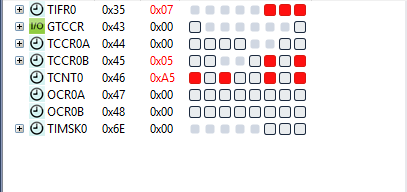 TIFR0 0x35 0x07
I/O GTCCR 0x43 0x00
TCCR0A 0x44 0x00
TCCR0B 0x45 0x05
TCNT0 0x46 0xA5
OCR0A 0x47 0x00
OCR0B 0x48 0x00
TIMSK0 0x6E 0x00